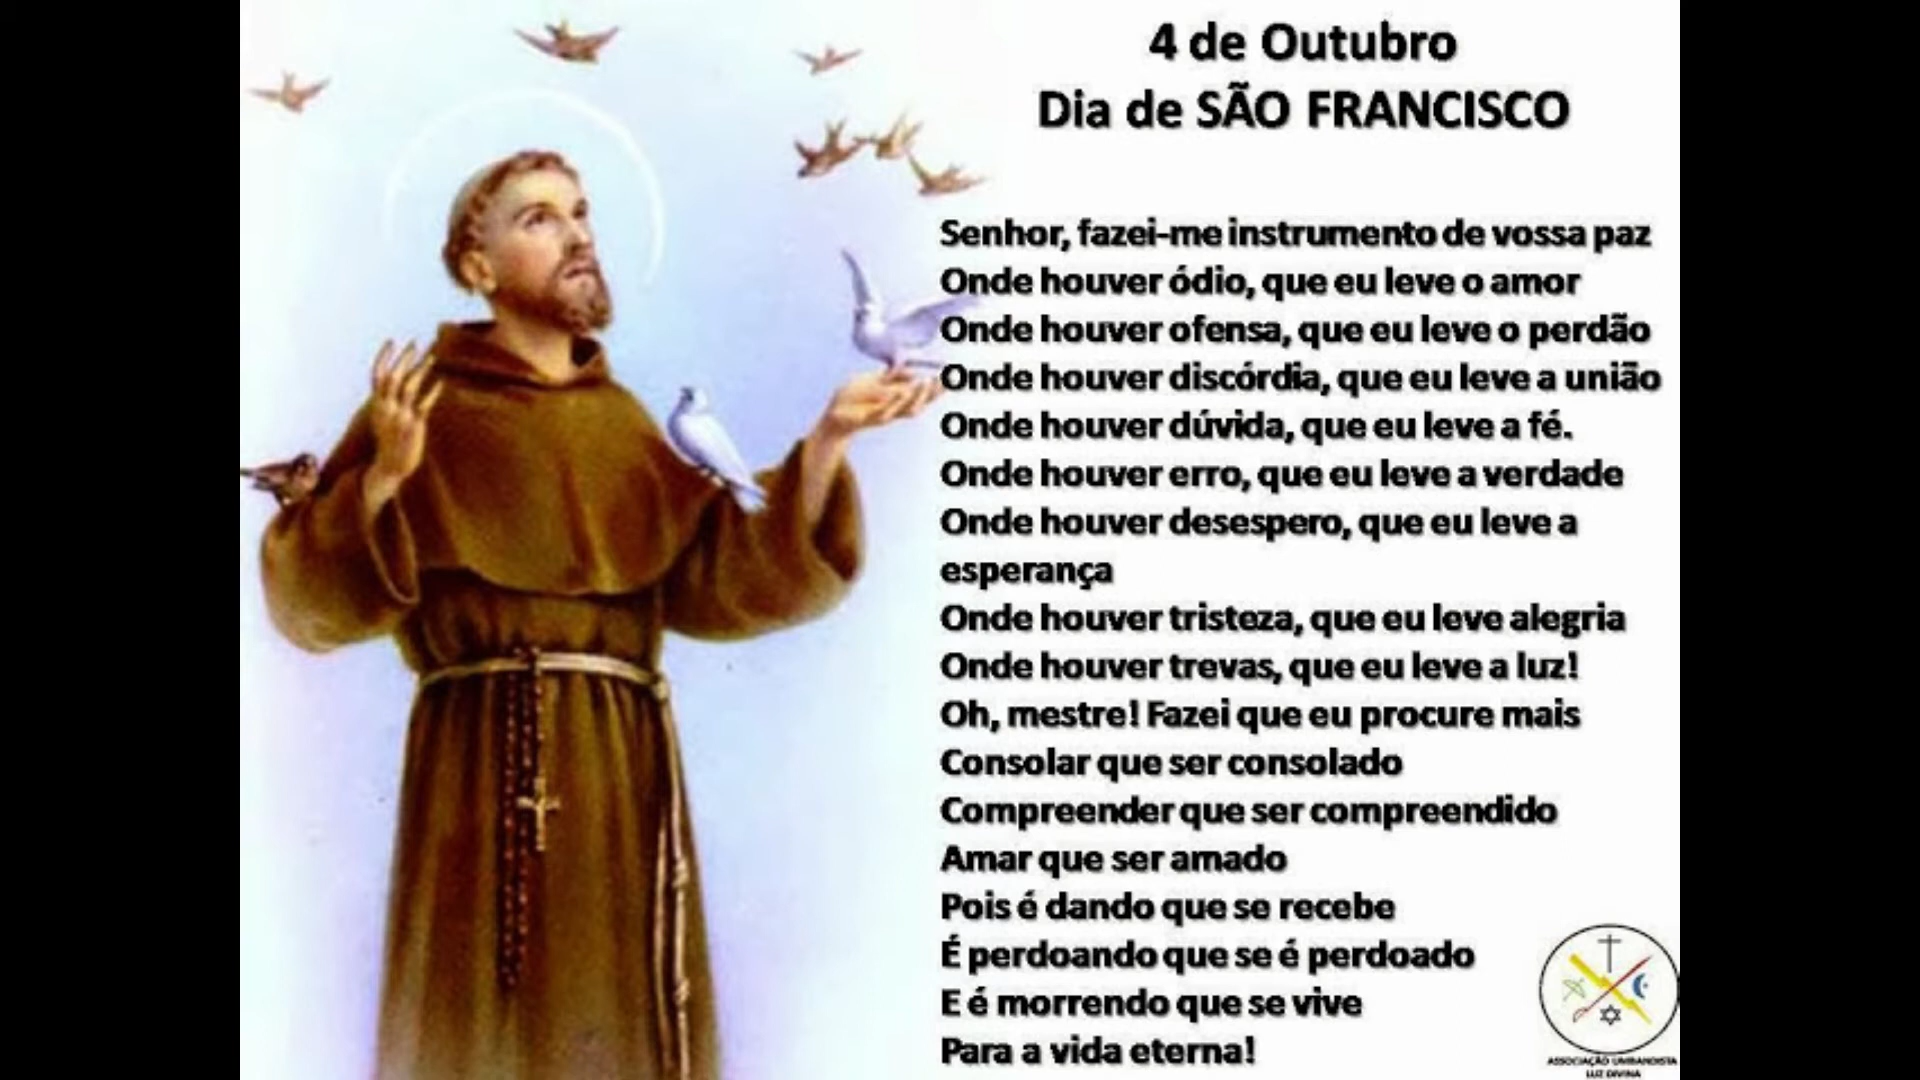 4 de Outubro
Dia de SÃO FRANCISCO
Senhor, fazei-me instrumento de vossa paz
Onde houver ódio, que eu leve o amor
Onde houver ofensa, que eu leve o perdão
Onde houver discórdia, que eu leve a união
Onde houver dúvida, que eu leve a fé.
Onde houver erro, que eu leve a verdade
Onde houver desespero, que eu leve a
esperança
Onde houver tristeza, que eu leve alegria
Onde houver trevas, que eu leve a luz!
Oh, mestre! Fazei que eu procure mais
Consolar que ser consolado
Compreender que ser compreendido
Amar que ser amado
Pois é dando que se recebe
É perdoando que se é perdoado
E é morrendo que se vive
Para a vida eterna!
ASSOCIAÇÃO UMBANDISTA
LUZ DIVINA